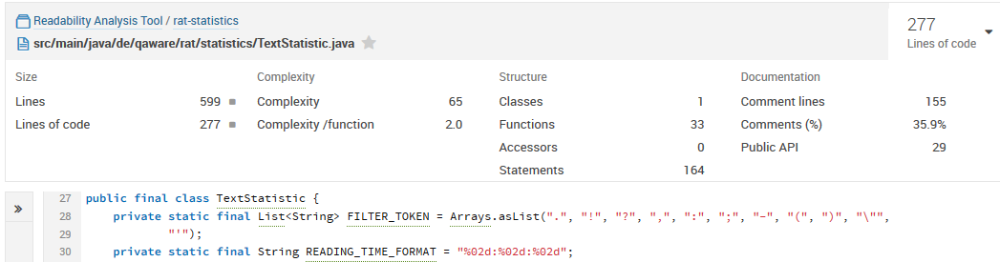 Readability Analysis Tool / rat-statistics
src/main/java/de/qaware/rat/statistics/TextStatistic.java
277
Lines of code
Size
Lines 599
Lines of code 277
Complexity
Complexity 65
Complexity /function 2.0
Structure
Classes 1
Functions 33
Accessors 0
Statements 164
Documentation
Comment lines 155
Comments (%) 35.9%
Public API 29
»
27 public final class TextStatistic {
28     private static final List<String> FILTER_TOKEN = Arrays.asList(".", "!", "?", ",", ":", ";", "-", "(", ")", "\"",
29             "'");
30     private static final String READING_TIME_FORMAT = "%02d:%02d:%02d";